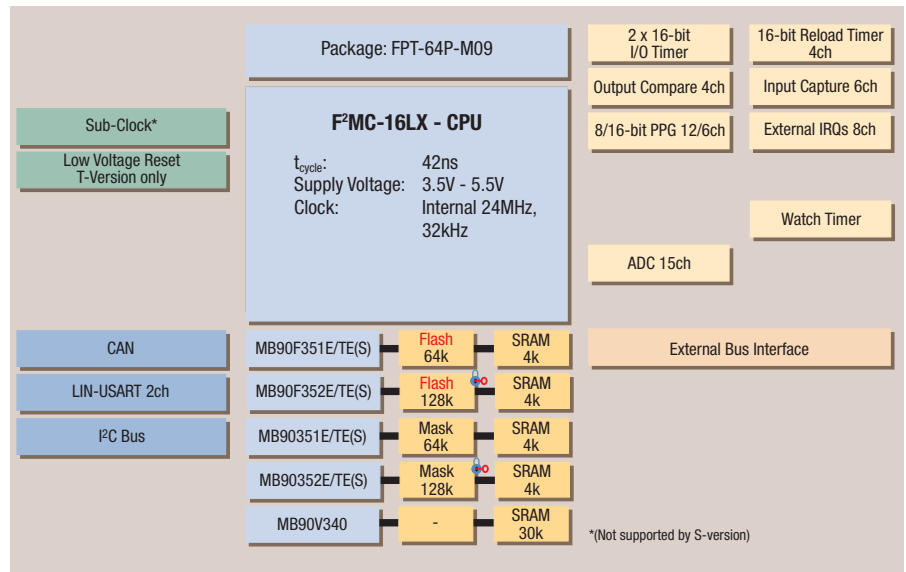 Package: FPT-64P-M09
2 x 16-bit
I/O Timer
16-bit Reload Timer
4ch
Output Compare 4ch
Input Capture 6ch
Sub-Clock*
F²MC-16LX - CPU
8/16-bit PPG 12/6ch
External IRQs 8ch
Low Voltage Reset
T-Version only
tcycle: 42ns
Supply Voltage: 3.5V - 5.5V
Clock: Internal 24MHz,
32kHz
Watch Timer
ADC 15ch
CAN
MB90F351E/TE(S)
Flash
64k
SRAM
4k
External Bus Interface
LIN-USART 2ch
MB90F352E/TE(S)
Flash
128k
SRAM
4k
I²C Bus
MB90351E/TE(S)
Mask
64k
SRAM
4k
MB90352E/TE(S)
Mask
128k
SRAM
4k
MB90V340
-
SRAM
30k
*(Not supported by S-version)